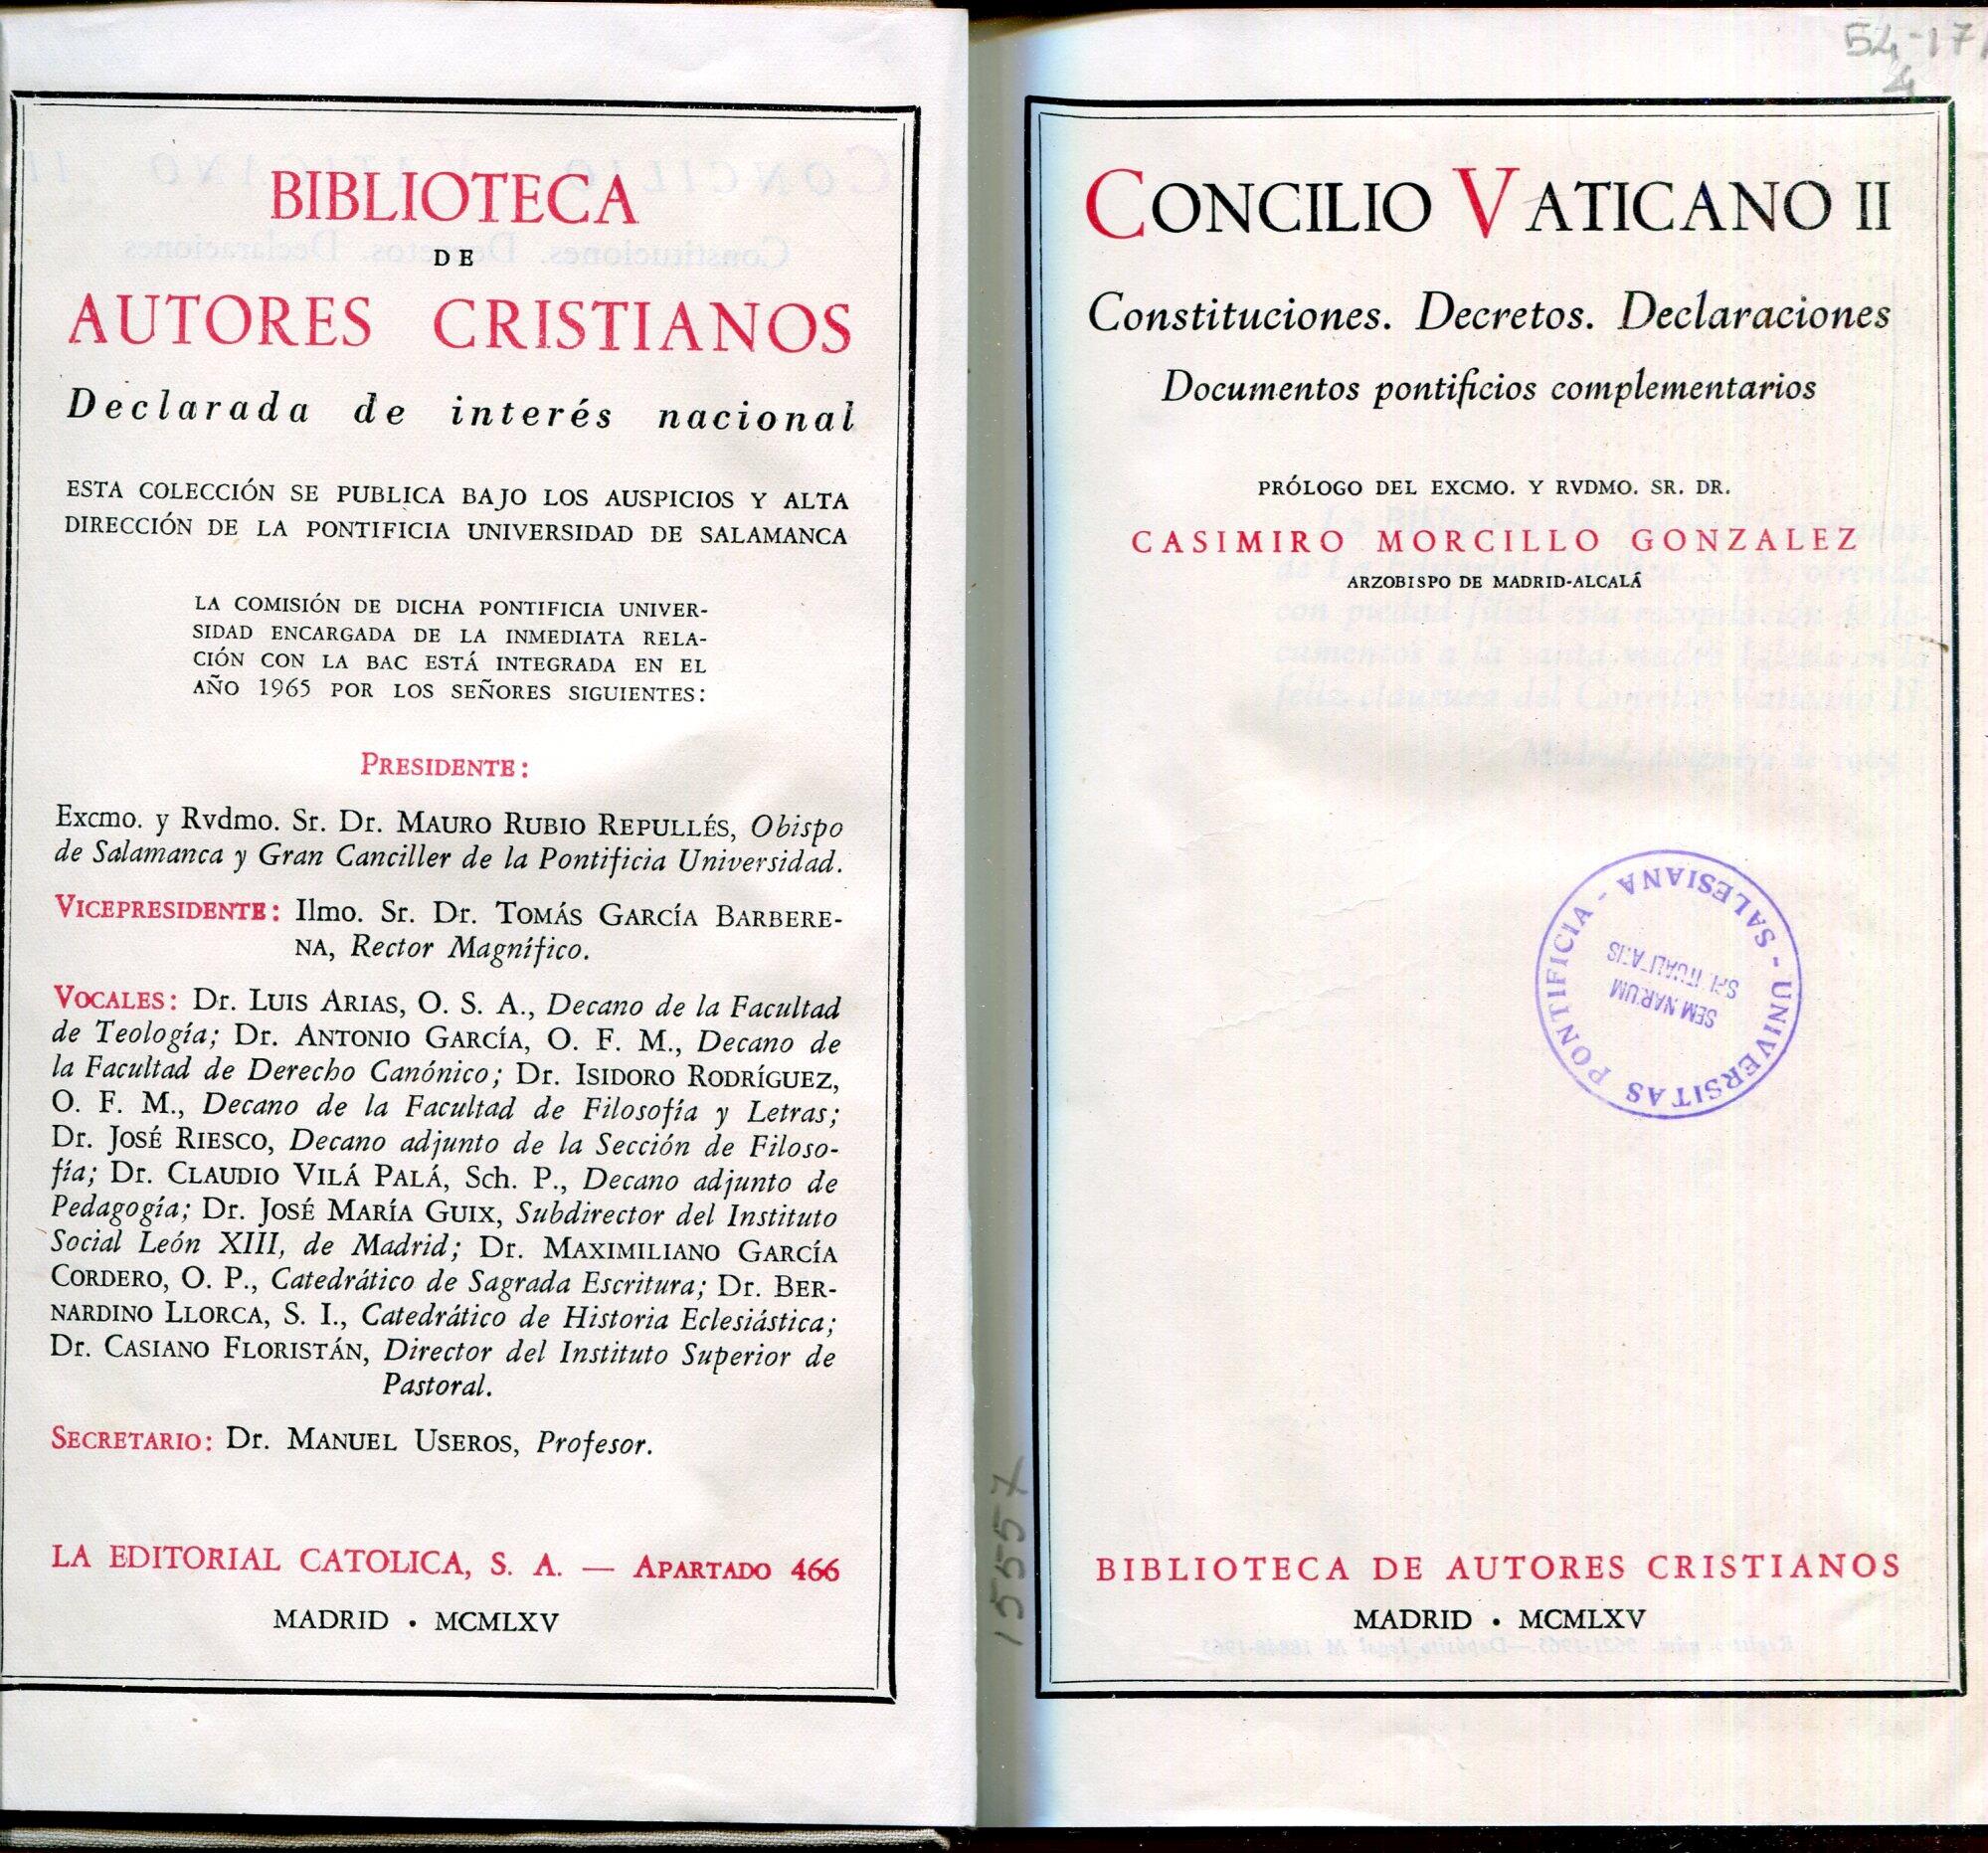 BIBLIOTECA
DE
AUTORES CRISTIANOS
Declarada de interés nacional
ESTA COLECCIÓN SE PUBLICA BAJO LOS AUSPICIOS Y ALTA
DIRECCIÓN DE LA PONTIFICIA UNIVERSIDAD DE SALAMANCA
LA COMISIÓN DE DICHA PONTIFICIA UNIVER-
SIDAD ENCARGADA DE LA INMEDIATA RELA-
CIÓN CON LA BAC ESTÁ INTEGRADA EN EL
AÑO 1965 POR LOS SEÑORES SIGUIENTES:
PRESIDENTE:
Excmo. y Rvdmo. Sr. Dr. MAURO RUBIO REPULLÉS, Obispo
de Salamanca y Gran Canciller de la Pontificia Universidad.
VICEPRESIDENTE: Ilmo. Sr. Dr. TOMÁS GARCÍA BARBERE-
NA, Rector Magnífico.
VOCALES: Dr. LUIS ARIAS, O. S. A., Decano de la Facultad
de Teología; Dr. ANTONIO GARCÍA, O. F. M., Decano de
la Facultad de Derecho Canónico; Dr. ISIDORO RODRÍGUEZ,
O. F. M., Decano de la Facultad de Filosofía y Letras;
Dr. JOSÉ RIESCO, Decano adjunto de la Sección de Filoso-
fía; Dr. CLAUDIO VILÁ PALÁ, Sch. P., Decano adjunto de
Pedagogía; Dr. JOSÉ MARÍA GUIX, Subdirector del Instituto
Social León XIII, de Madrid; Dr. MAXIMILIANO GARCÍA
CORDERO, O. P., Catedrático de Sagrada Escritura; Dr. BER-
NARDINO LLORCA, S. I., Catedrático de Historia Eclesiástica;
Dr. CASIANO FLORISTÁN, Director del Instituto Superior de
Pastoral.
SECRETARIO: Dr. MANUEL USEROS, Profesor.
LA EDITORIAL CATOLICA, S. A. — APARTADO 466
MADRID • MCMLXV
54-17
4
CONCILIO VATICANO II
Constituciones. Decretos. Declaraciones
Documentos pontificios complementarios
PRÓLOGO DEL EXCMO. Y RVDMO. SR. DR.
CASIMIRO MORCILLO GONZALEZ
ARZOBISPO DE MADRID-ALCALÁ
UNIVERSITAS PONTIFICIA - SALESIANA -
SEM NARUM
15557
BIBLIOTECA DE AUTORES CRISTIANOS
MADRID • MCMLXV